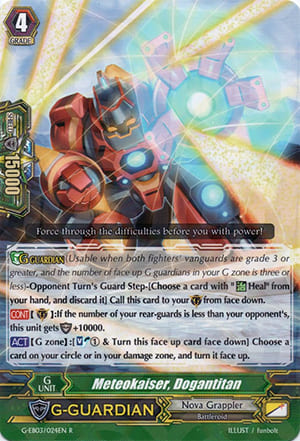 4
GRADE
15000
SHIELD
Force through the difficulties before you with power!
G GUARDIAN (Usable when both fighters' vanguards are grade 3 or
greater, and the number of face up G guardians in your G zone is three or
less)-Opponent Turn's Guard Step-[Choose a card with "Heal" from
your hand, and discard it] Call this card to your from face down.
CONT [ ]:If the number of your rear-guards is less than your opponent's,
this unit gets +10000.
ACT [G zone]:[ ① & Turn this face up card face down] Choose a
card on your circle or in your damage zone, and turn it face up.
G
UNIT
Meteokaiser, Dogantitan
G-GUARDIAN
Nova Grappler
Battleroid
G-EB03/024EN R
ILLUST / funbolt